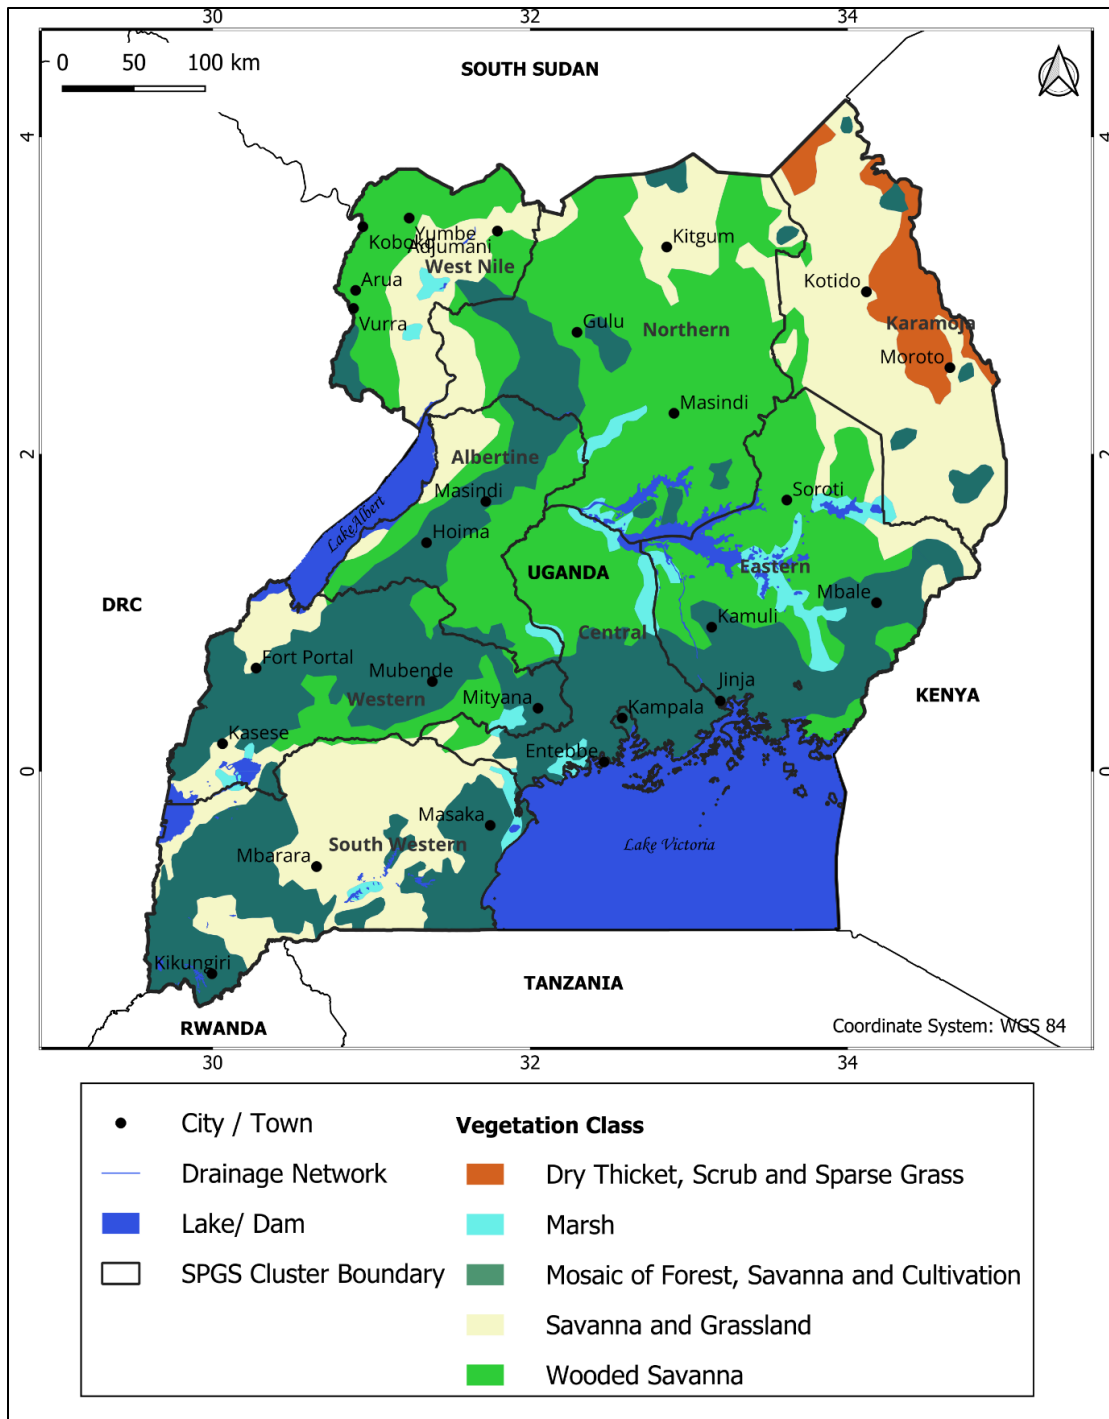 30 32 34
0 50 100 km
SOUTH SUDAN
4
4
Yumbe
Koboko
Adjumani
West Nile
Kitgum
Arua
Kotido
Vurra
Gulu
Northern
Karamoja
Moroto
Masindi
2
2
Albertine
Masindi
Soroti
Lake Albert
Hoima
UGANDA
Eastern
DRC
Mbale
Kamuli
Central
Fort Portal
Mubende
Jinja
KENYA
Western
Mityana
Kampala
Kasese
Entebbe
0
0
Masaka
Mbarara
South Western
Lake Victoria
Kikungiri
TANZANIA
RWANDA
Coordinate System: WGS 84
30 32 34
City / Town
Drainage Network
Lake/ Dam
SPGS Cluster Boundary
Vegetation Class
Dry Thicket, Scrub and Sparse Grass
Marsh
Mosaic of Forest, Savanna and Cultivation
Savanna and Grassland
Wooded Savanna